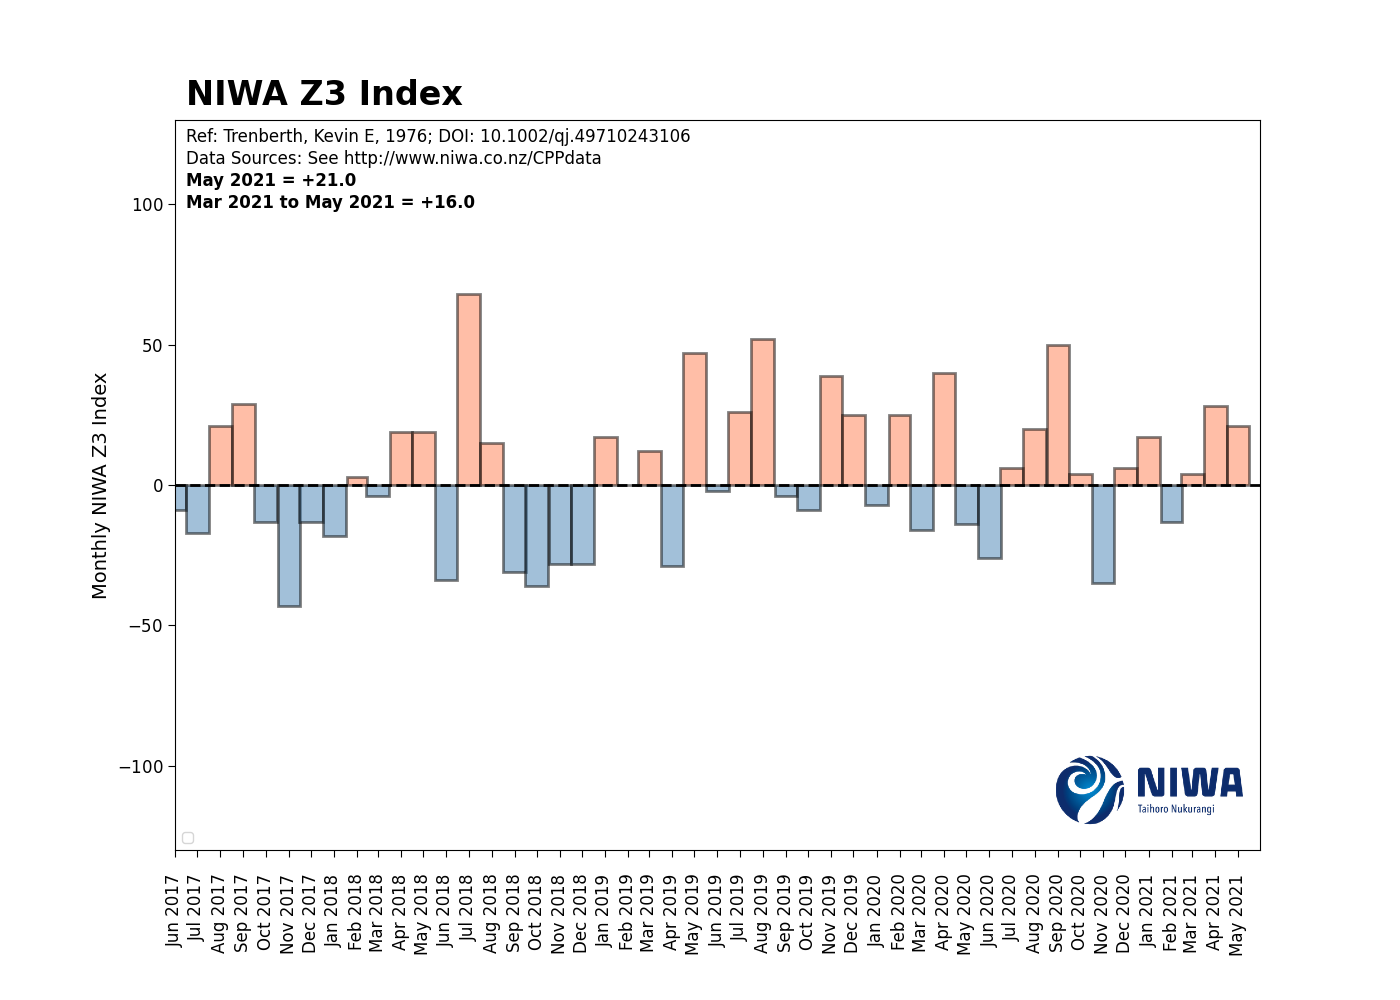 NIWA Z3 Index
Ref: Trenberth, Kevin E, 1976; DOI: 10.1002/qj.49710243106
Data Sources: See http://www.niwa.co.nz/CPPdata
May 2021 = +21.0
Mar 2021 to May 2021 = +16.0
100
50
0
−50
−100
Monthly NIWA Z3 Index
NIWA
Taihoro Nukurangi
Jun 2017
Jul 2017
Aug 2017
Sep 2017
Oct 2017
Nov 2017
Dec 2017
Jan 2018
Feb 2018
Mar 2018
Apr 2018
May 2018
Jun 2018
Jul 2018
Aug 2018
Sep 2018
Oct 2018
Nov 2018
Dec 2018
Jan 2019
Feb 2019
Mar 2019
Apr 2019
May 2019
Jun 2019
Jul 2019
Aug 2019
Sep 2019
Oct 2019
Nov 2019
Dec 2019
Jan 2020
Feb 2020
Mar 2020
Apr 2020
May 2020
Jun 2020
Jul 2020
Aug 2020
Sep 2020
Oct 2020
Nov 2020
Dec 2020
Jan 2021
Feb 2021
Mar 2021
Apr 2021
May 2021